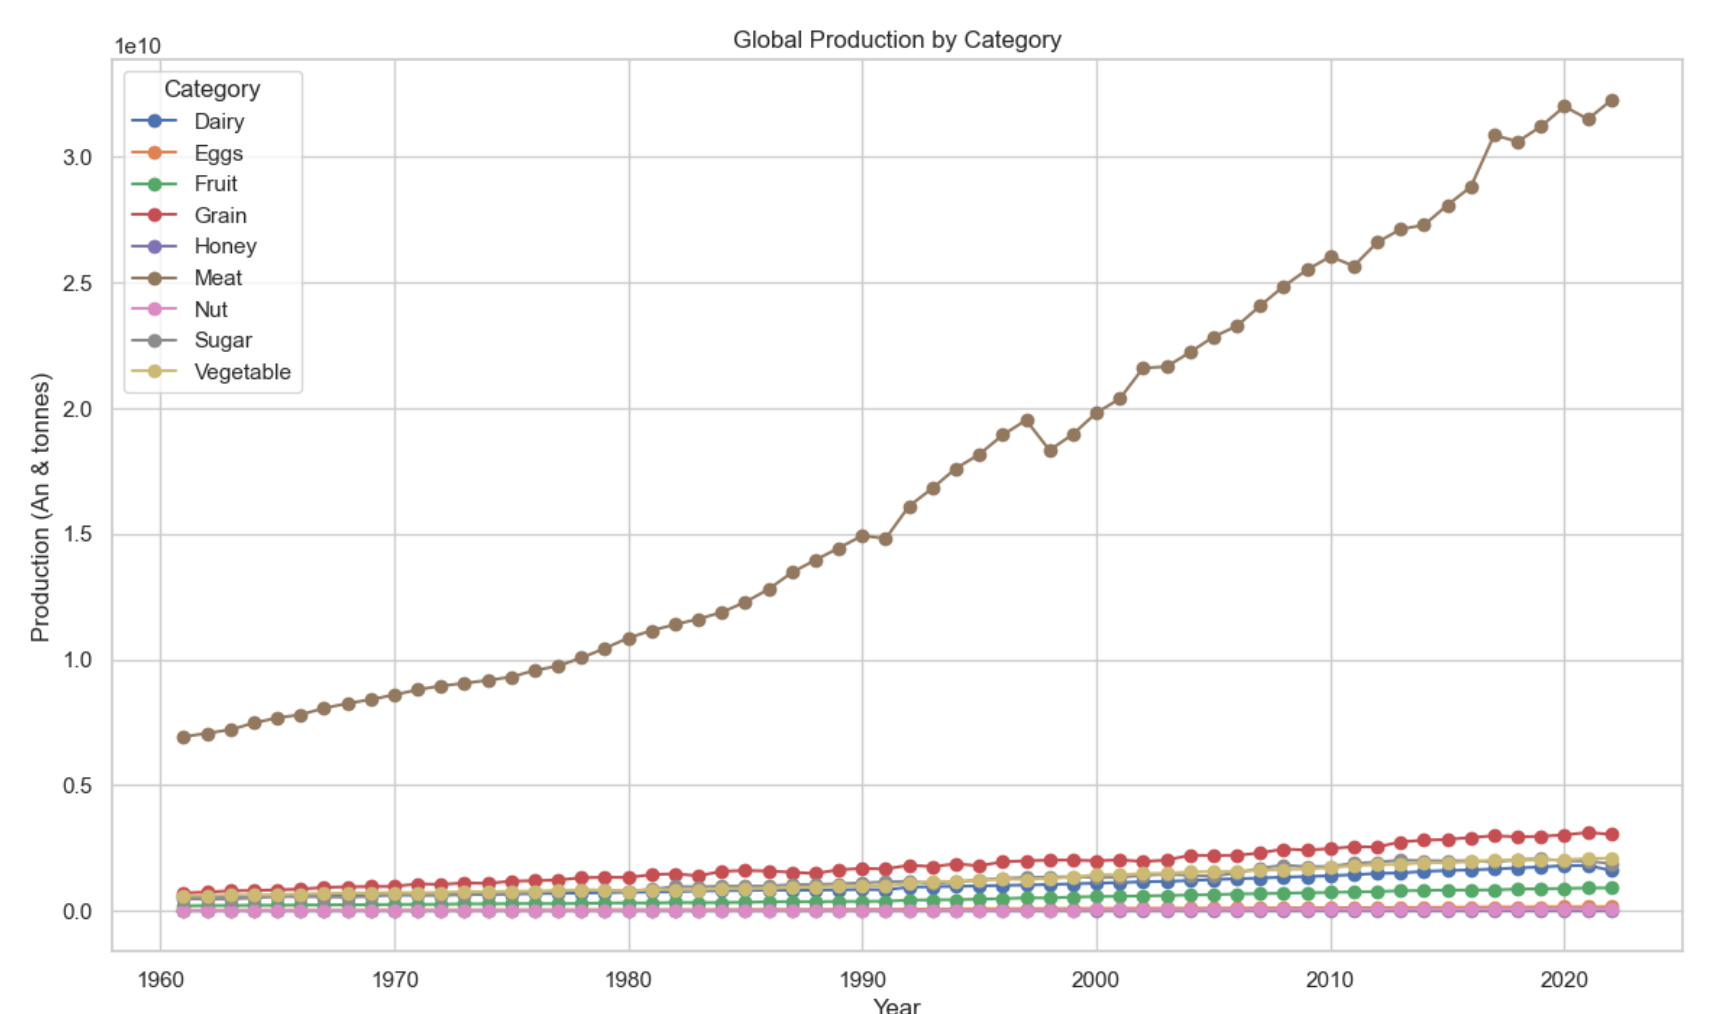 Global Production by Category
1e10
Category
Dairy
Eggs
Fruit
Grain
Honey
Meat
Nut
Sugar
Vegetable
3.0
2.5
2.0
1.5
1.0
0.5
0.0
Production (An & tonnes)
1960 1970 1980 1990 2000 2010 2020
Year